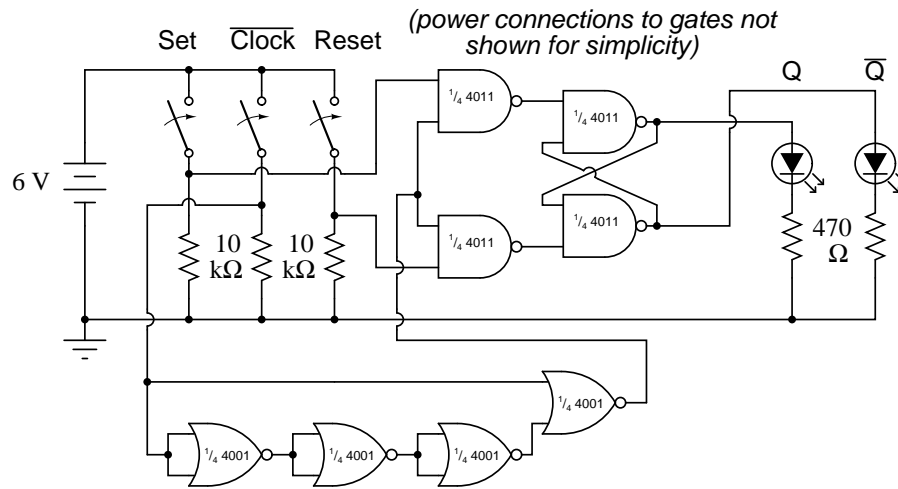 (power connections to gates not
shown for simplicity)
Set
Clock
Reset
Q
Q
1/4 4011
1/4 4011
6 V
1/4 4011
1/4 4011
10
kΩ
10
kΩ
470
Ω
1/4 4001
1/4 4001
1/4 4001
1/4 4001